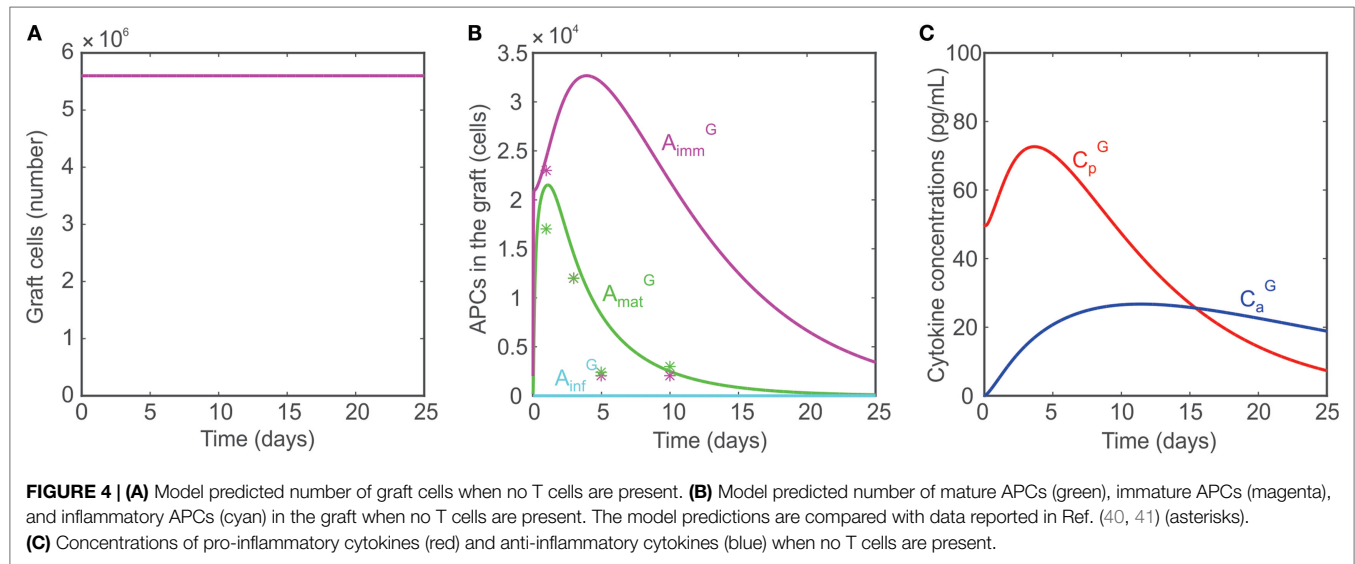 A
× 10⁶
6
5
4
3
2
1
0
Graft cells (number)
0 5 10 15 20 25
Time (days)
B
× 10⁴
3.5
3
2.5
2
1.5
1
0.5
0
APCs in the graft (cells)
A_imm^G
A_mat^G
A_inf^G
0 5 10 15 20 25
Time (days)
C
100
80
60
40
20
0
Cytokine concentrations (pg/mL)
C_p^G
C_a^G
0 5 10 15 20 25
Time (days)
FIGURE 4 | (A) Model predicted number of graft cells when no T cells are present. (B) Model predicted number of mature APCs (green), immature APCs (magenta),
and inflammatory APCs (cyan) in the graft when no T cells are present. The model predictions are compared with data reported in Ref. (40, 41) (asterisks).
(C) Concentrations of pro-inflammatory cytokines (red) and anti-inflammatory cytokines (blue) when no T cells are present.